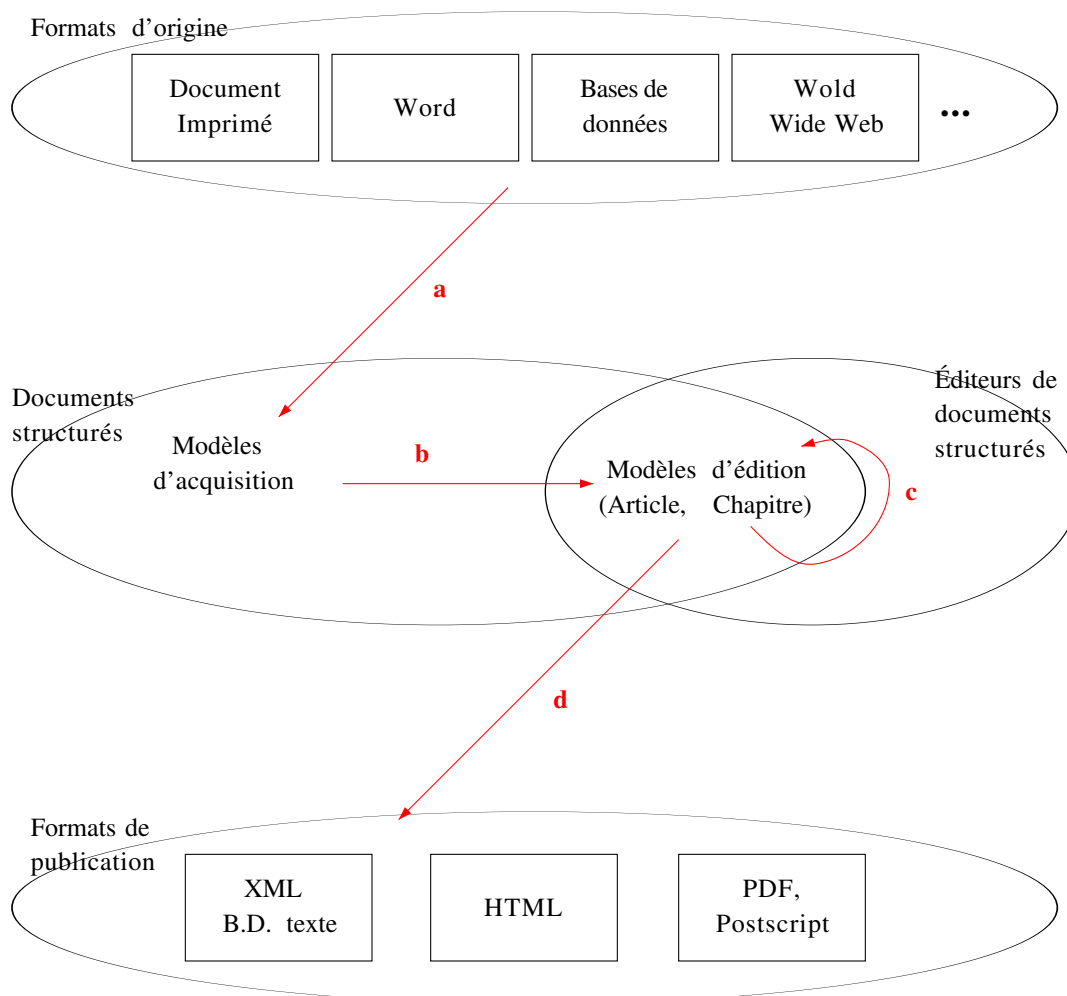 Formats d'origine
Document
Imprimé
Word
Bases de
données
Wold
Wide Web
...
a
Documents
structurés
Éditeurs de
documents
structurés
Modèles
d'acquisition
b
Modèles d'édition
(Article, Chapitre)
c
d
Formats de
publication
XML
B.D. texte
HTML
PDF,
Postscript